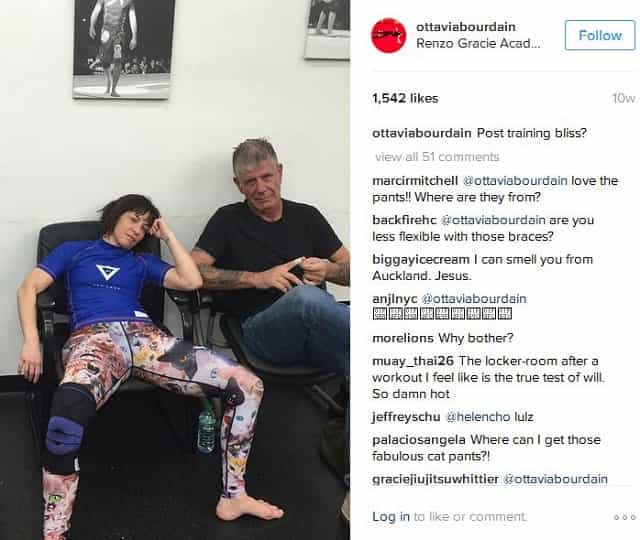 ottaviabourdain
Renzo Gracie Acad...
Follow
1,542 likes
10w
ottaviabourdain Post training bliss?
view all 51 comments
marcirmitchell @ottaviabourdain love the
pants!! Where are they from?
backfirehc @ottaviabourdain are you
less flexible with those braces?
biggayicecream I can smell you from
Auckland. Jesus.
anjlnyc @ottaviabourdain
morelions Why bother?
muay_thai26 The locker-room after a
workout I feel like is the true test of will.
So damn hot
jeffreyschu @helencho lulz
palaciosangela Where can I get those
fabulous cat pants?!
graciejiujitsuwhittier @ottaviabourdain
Log in to like or comment.